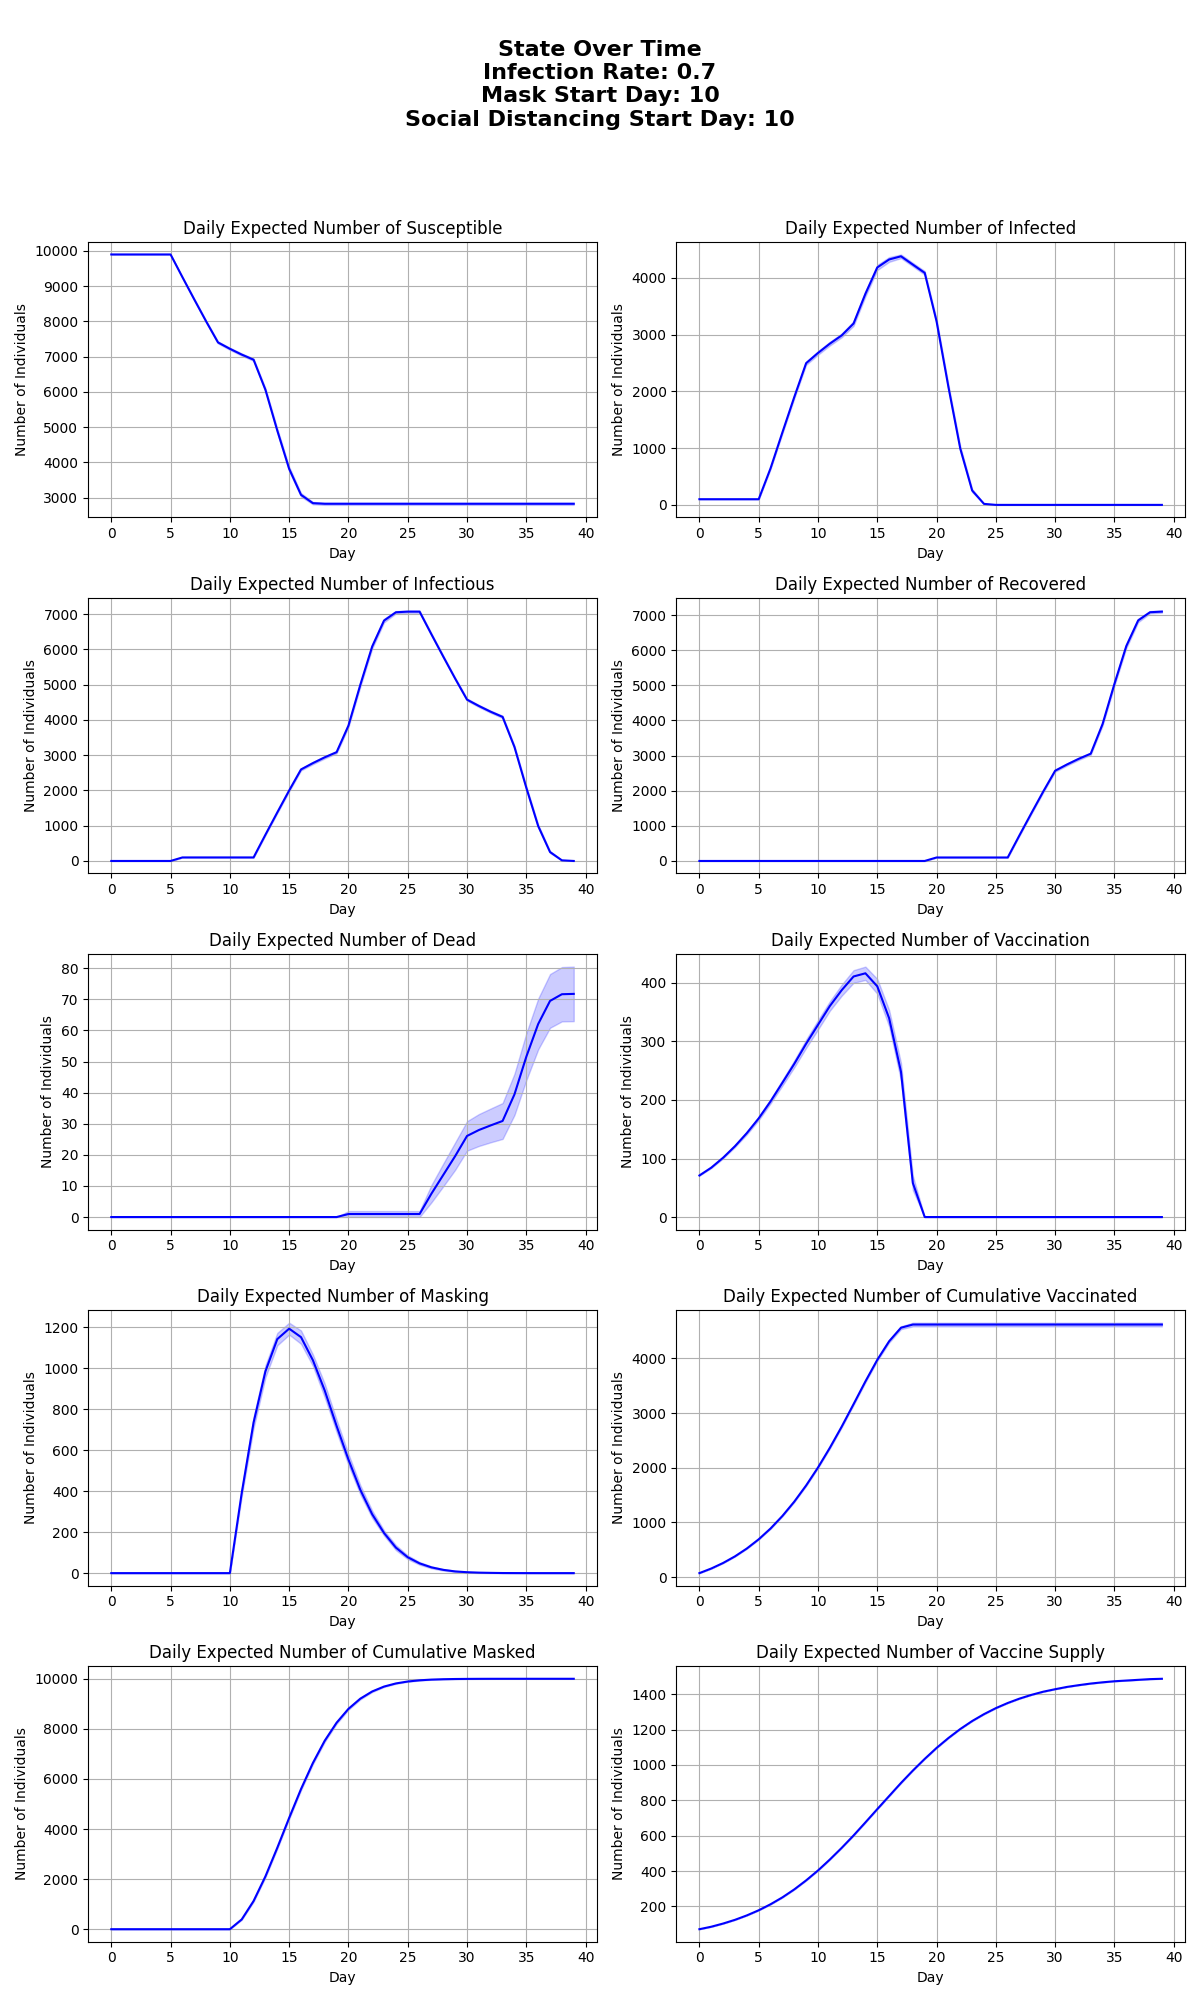 State Over Time
Infection Rate: 0.7
Mask Start Day: 10
Social Distancing Start Day: 10
Daily Expected Number of Susceptible
Number of Individuals
10000
9000
8000
7000
6000
5000
4000
3000
0 5 10 15 20 25 30 35 40
Day
Daily Expected Number of Infected
Number of Individuals
4000
3000
2000
1000
0
0 5 10 15 20 25 30 35 40
Day
Daily Expected Number of Infectious
Number of Individuals
7000
6000
5000
4000
3000
2000
1000
0
0 5 10 15 20 25 30 35 40
Day
Daily Expected Number of Recovered
Number of Individuals
7000
6000
5000
4000
3000
2000
1000
0
0 5 10 15 20 25 30 35 40
Day
Daily Expected Number of Dead
Number of Individuals
80
70
60
50
40
30
20
10
0
0 5 10 15 20 25 30 35 40
Day
Daily Expected Number of Vaccination
Number of Individuals
400
300
200
100
0
0 5 10 15 20 25 30 35 40
Day
Daily Expected Number of Masking
Number of Individuals
1200
1000
800
600
400
200
0
0 5 10 15 20 25 30 35 40
Day
Daily Expected Number of Cumulative Vaccinated
Number of Individuals
4000
3000
2000
1000
0
0 5 10 15 20 25 30 35 40
Day
Daily Expected Number of Cumulative Masked
Number of Individuals
10000
8000
6000
4000
2000
0
0 5 10 15 20 25 30 35 40
Day
Daily Expected Number of Vaccine Supply
Number of Individuals
1400
1200
1000
800
600
400
200
0 5 10 15 20 25 30 35 40
Day